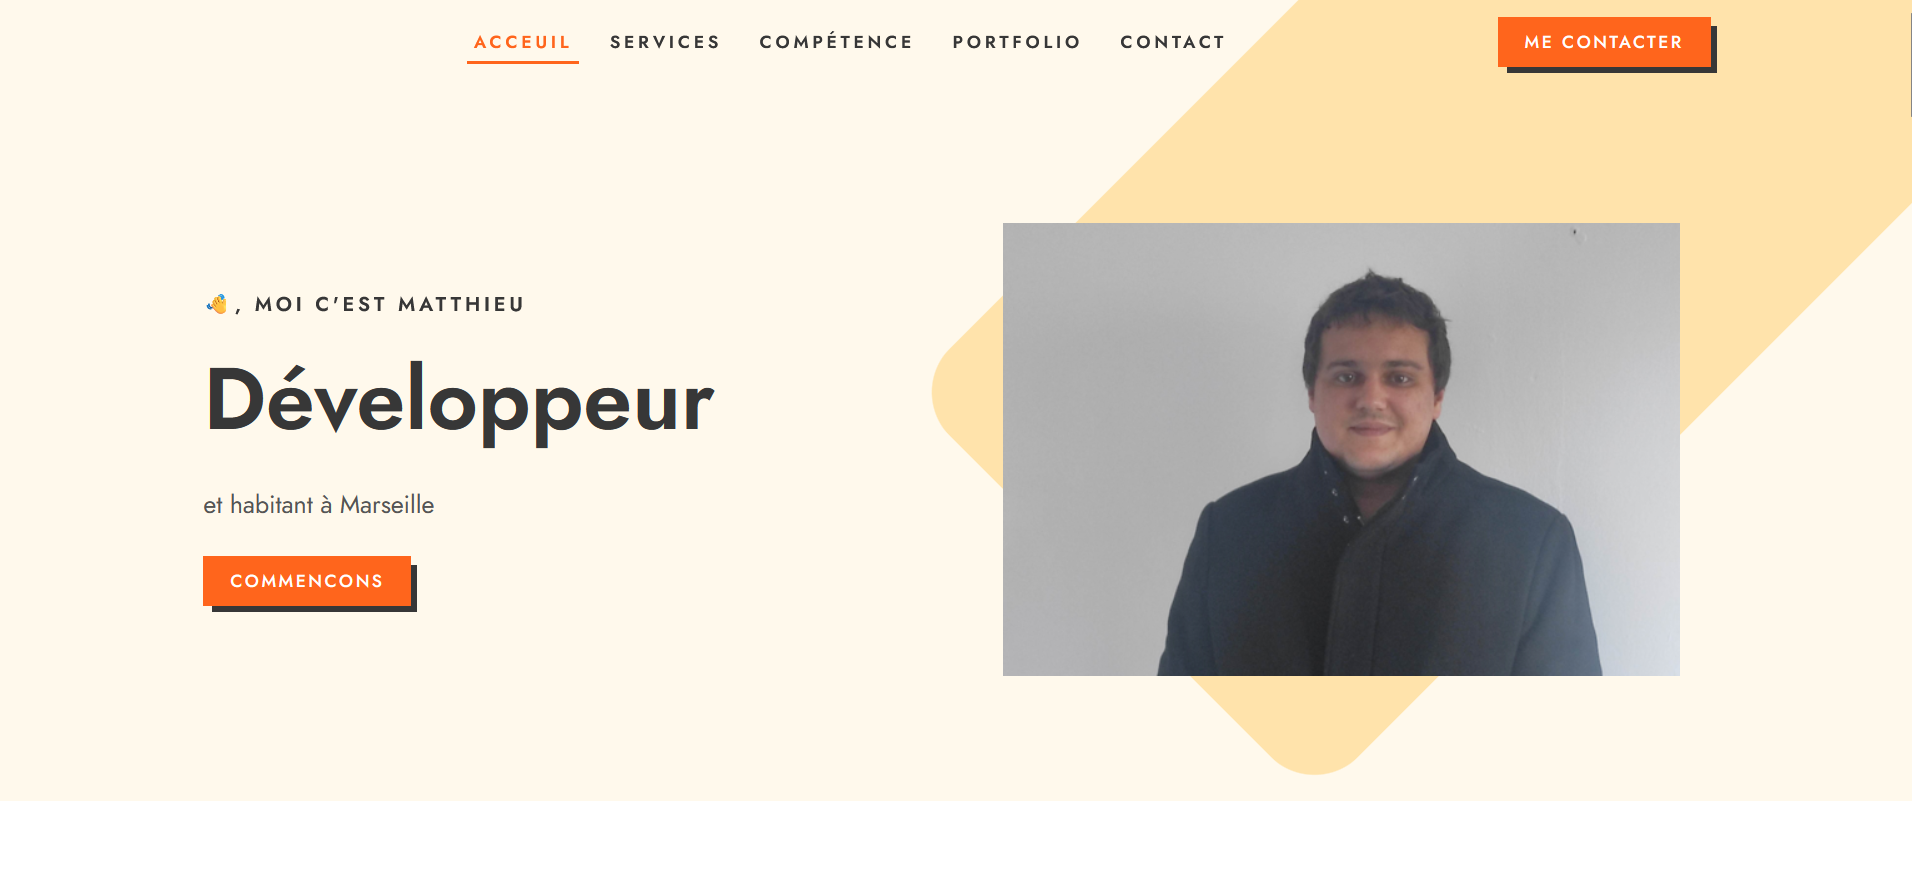 ACCEUIL SERVICES COMPÉTENCE PORTFOLIO CONTACT ME CONTACTER
👋, MOI C'EST MATTHIEU
Développeur
et habitant à Marseille
COMMENCONS